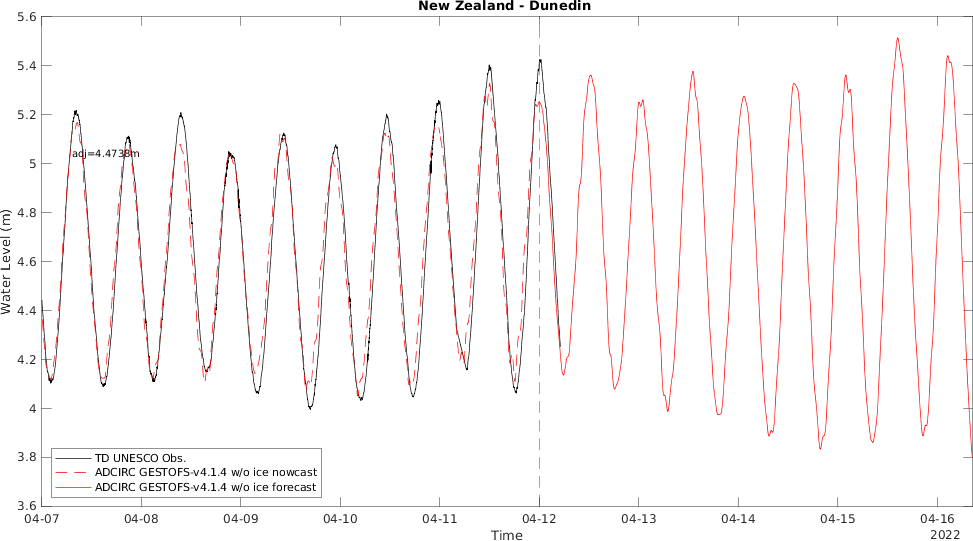 New Zealand - Dunedin
5.6
5.4
5.2
5
4.8
4.6
4.4
4.2
4
3.8
3.6
Water Level (m)
adj=4.4738m
TD UNESCO Obs.
ADCIRC GESTOFS-v4.1.4 w/o ice nowcast
ADCIRC GESTOFS-v4.1.4 w/o ice forecast
04-07 04-08 04-09 04-10 04-11 04-12 04-13 04-14 04-15 04-16
Time
2022